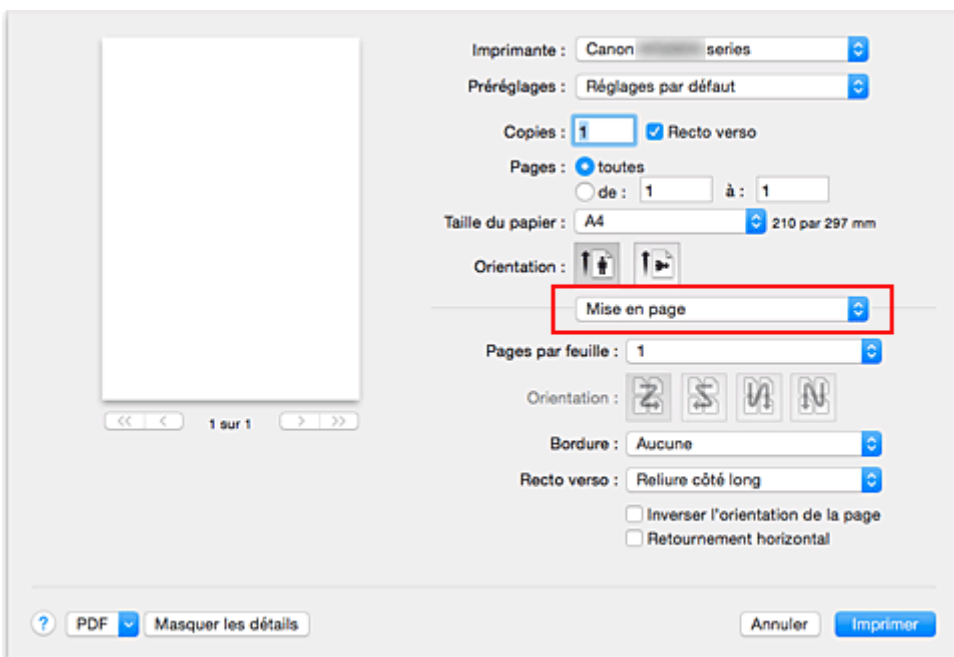 Imprimante : Canon series
Préréglages : Réglages par défaut
Copies : 1 Recto verso
Pages : toutes
de : 1 à : 1
Taille du papier : A4 210 par 297 mm
Orientation :
Mise en page
Pages par feuille : 1
Orientation :
Bordure : Aucune
Recto verso : Reliure côté long
Inverser l'orientation de la page
Retournement horizontal
<< < 1 sur 1 > >>
? PDF Masquer les détails Annuler Imprimer